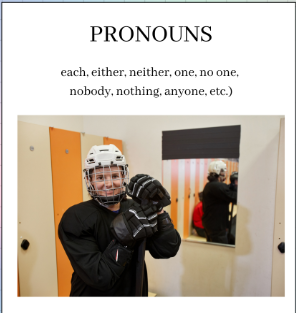 PRONOUNS
each, either, neither, one, no one,
nobody, nothing, anyone, etc.)